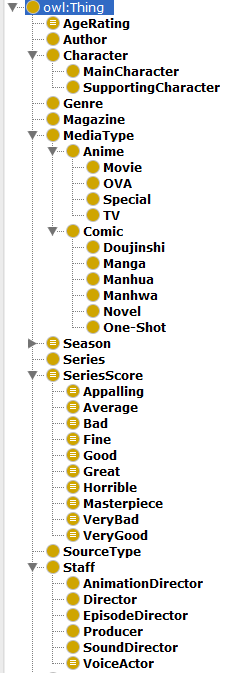 owl:Thing
AgeRating
Author
Character
MainCharacter
SupportingCharacter
Genre
Magazine
MediaType
Anime
Movie
OVA
Special
TV
Comic
Doujinshi
Manga
Manhua
Manhwa
Novel
One-Shot
Season
Series
SeriesScore
Appalling
Average
Bad
Fine
Good
Great
Horrible
Masterpiece
VeryBad
VeryGood
SourceType
Staff
AnimationDirector
Director
EpisodeDirector
Producer
SoundDirector
VoiceActor